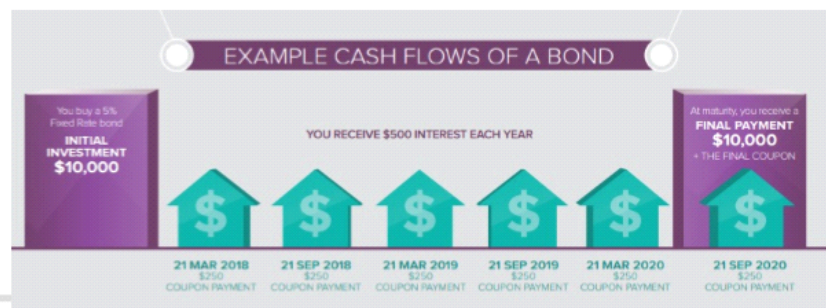 EXAMPLE CASH FLOWS OF A BOND
You buy a 5%
Fixed Rate bond
INITIAL
INVESTMENT
$10,000
YOU RECEIVE $500 INTEREST EACH YEAR
At maturity, you receive a
FINAL PAYMENT
$10,000
+ THE FINAL COUPON
$ $ $ $ $ $
21 MAR 2018
$250
COUPON PAYMENT
21 SEP 2018
$250
COUPON PAYMENT
21 MAR 2019
$250
COUPON PAYMENT
21 SEP 2019
$250
COUPON PAYMENT
21 MAR 2020
$250
COUPON PAYMENT
21 SEP 2020
$250
COUPON PAYMENT